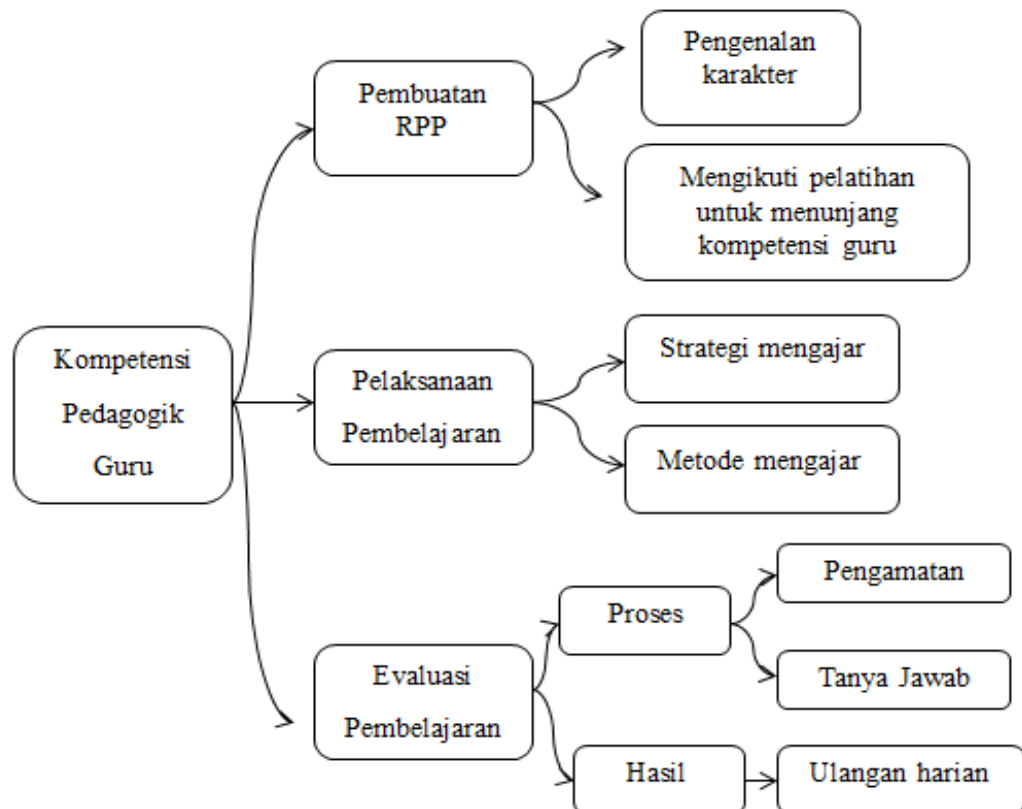 Pengenalan
karakter
Pembuatan
RPP
Mengikuti pelatihan
untuk menunjang
kompetensi guru
Kompetensi
Pedagogik
Guru
Pelaksanaan
Pembelajaran
Strategi mengajar
Metode mengajar
Evaluasi
Pembelajaran
Proses
Pengamatan
Tanya Jawab
Hasil
Ulangan harian